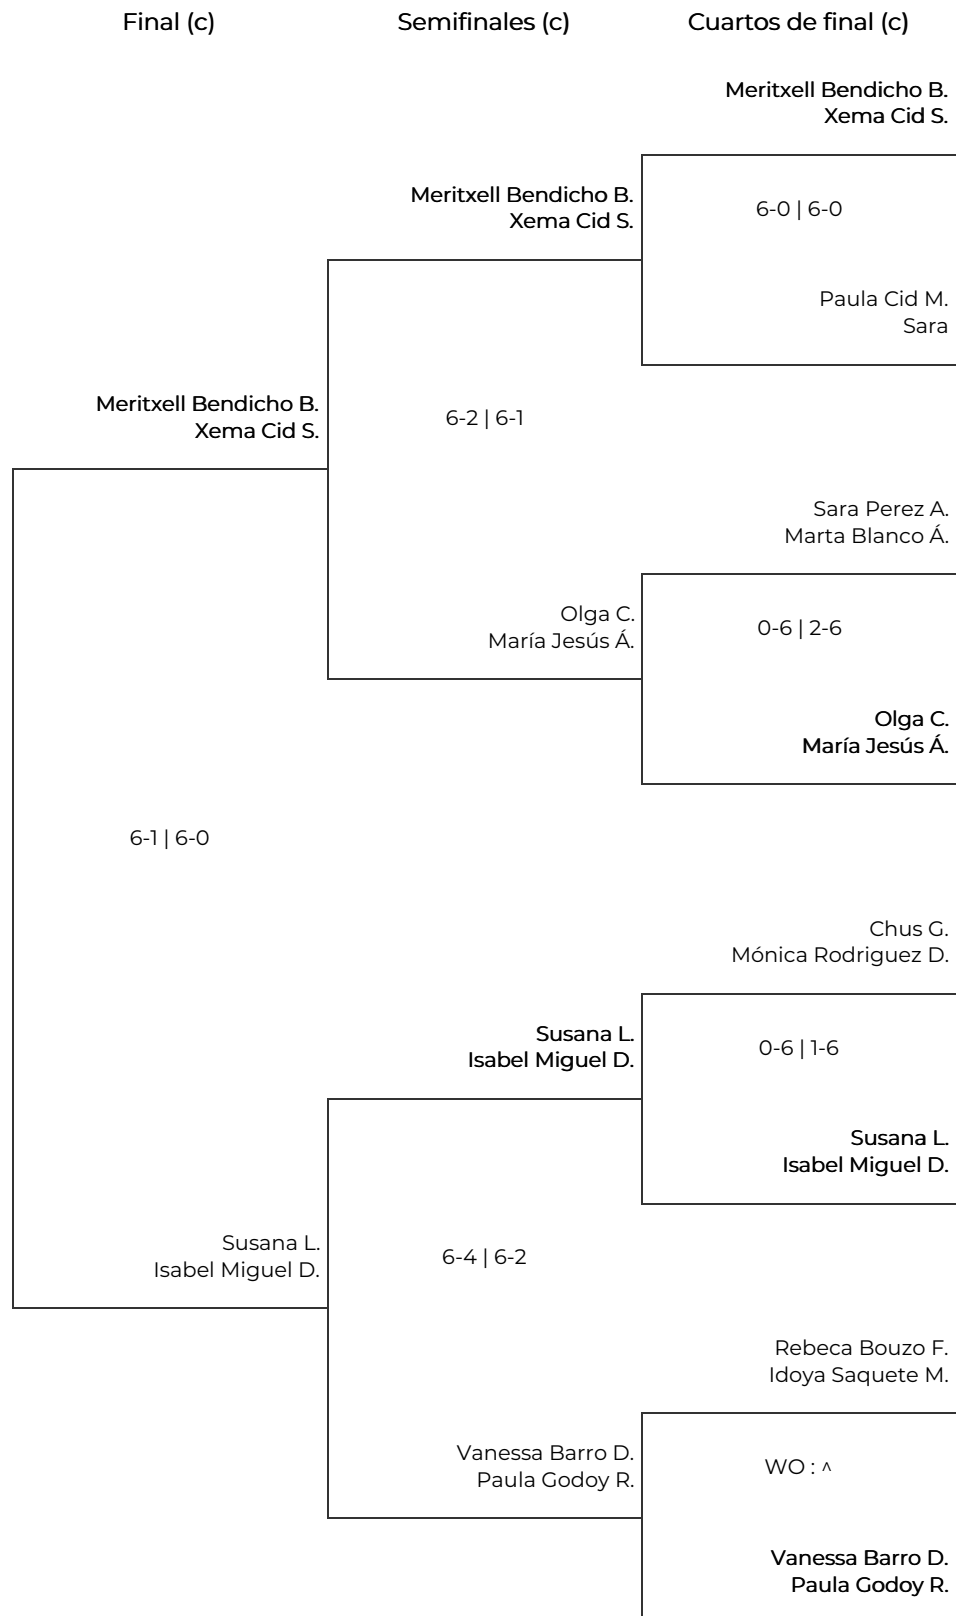 Final (c)
Semifinales (c)
Cuartos de final (c)
Meritxell Bendicho B.
Xema Cid S.
Meritxell Bendicho B.
Xema Cid S.
6-0 | 6-0
Paula Cid M.
Sara
Meritxell Bendicho B.
Xema Cid S.
6-2 | 6-1
Sara Perez A.
Marta Blanco Á.
Olga C.
María Jesús Á.
0-6 | 2-6
Olga C.
María Jesús Á.
6-1 | 6-0
Chus G.
Mónica Rodriguez D.
Susana L.
Isabel Miguel D.
0-6 | 1-6
Susana L.
Isabel Miguel D.
Susana L.
Isabel Miguel D.
6-4 | 6-2
Rebeca Bouzo F.
Idoya Saquete M.
Vanessa Barro D.
Paula Godoy R.
WO : ^
Vanessa Barro D.
Paula Godoy R.